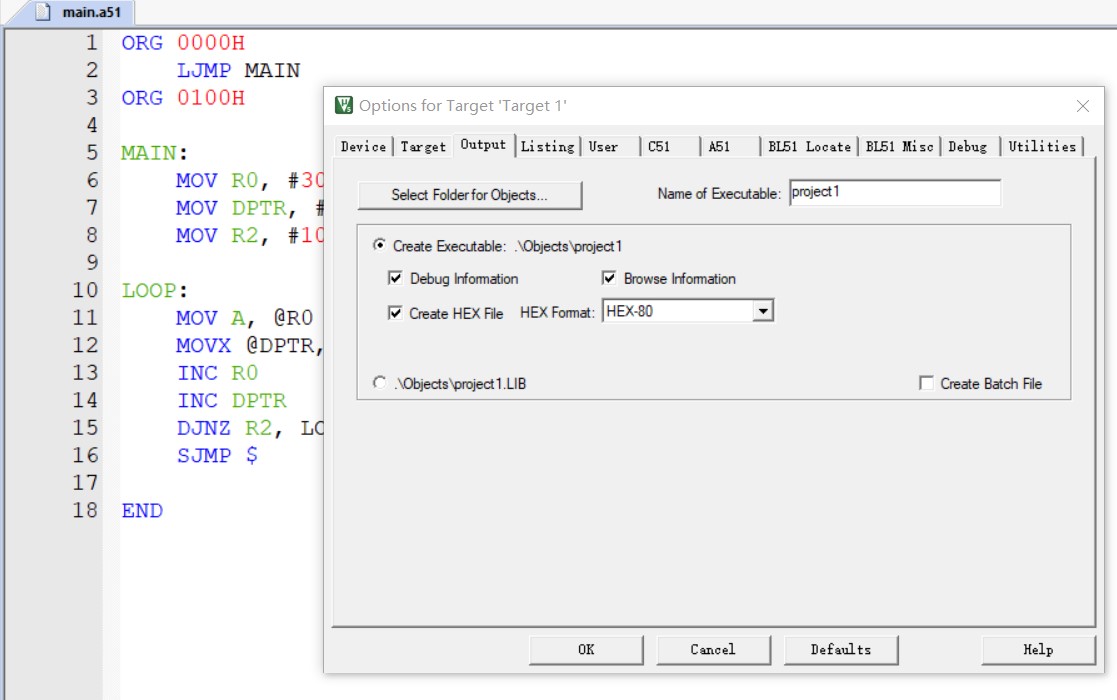 main.a51
1 ORG 0000H
2 LJMP MAIN
3 ORG 0100H
4
5 MAIN:
6 MOV R0, #30
7 MOV DPTR, #
8 MOV R2, #10
9
10 LOOP:
11 MOV A, @R0
12 MOVX @DPTR,
13 INC R0
14 INC DPTR
15 DJNZ R2, LO
16 SJMP $
17
18 END
Options for Target 'Target 1'
Device Target Output Listing User C51 A51 BL51 Locate BL51 Misc Debug Utilities
Select Folder for Objects... Name of Executable: project1
Create Executable: .\Objects\project1
Debug Information Browse Information
Create HEX File HEX Format: HEX-80
.\Objects\project1.LIB Create Batch File
OK Cancel Defaults Help